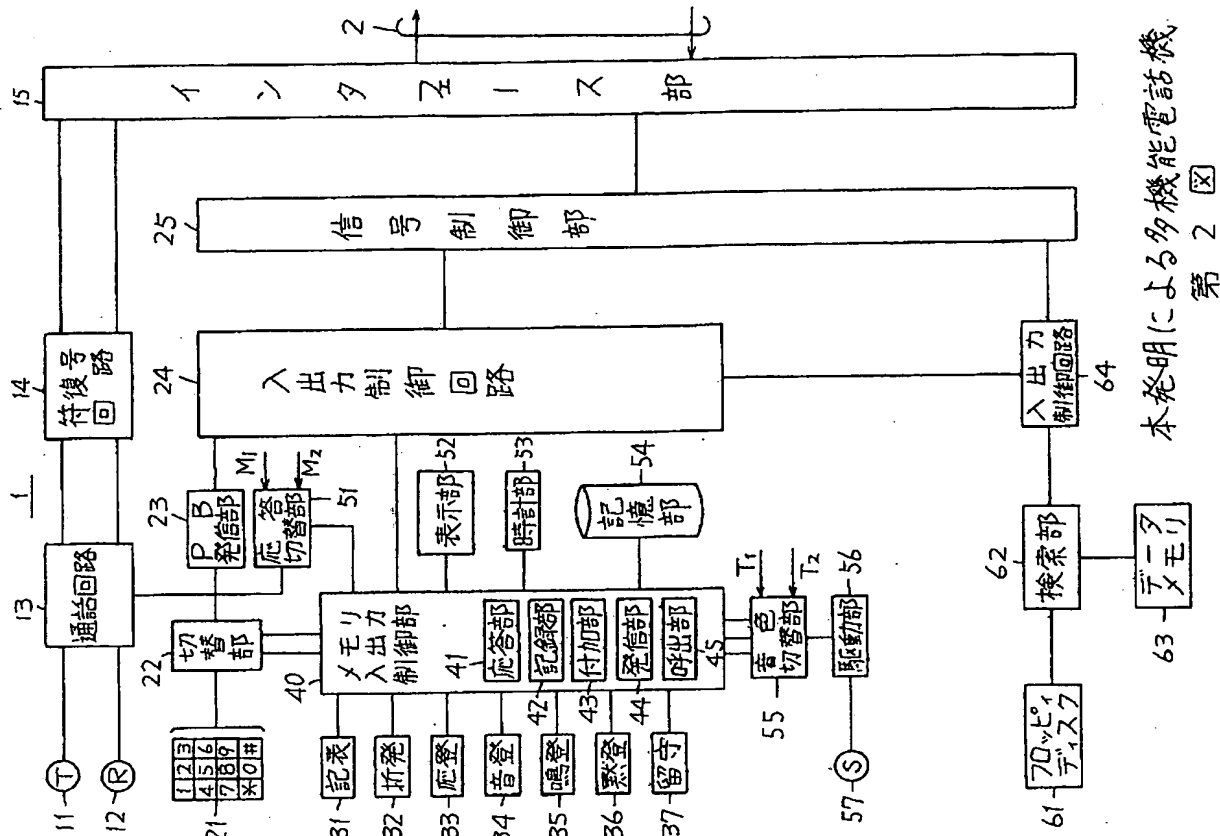 1
11
T
12
R
13
通話回路
14
符復号
回路
15
インタフェース部
2
21
1 2 3
4 5 6
7 8 9
* 0 #
22
切替部
23
PB
発信部
M1
M2
応答
切替部
51
24
入出力制御回路
25
信号制御部
31
記表
32
折発
33
応登
34
音登
35
鳴登
36
黙登
37
留守
40
メモリ
入出力
制御部
41
応答部
42
記録部
43
付加部
44
発信部
45
呼出部
表示部
52
時計部
53
記憶部
54
T1
T2
音色
切替部
55
駆動部
56
57
S
61
フロッピィ
ディスク
62
検索部
63
データ
メモリ
入出力
制御回路
64
本発明による多機能電話機
第2図